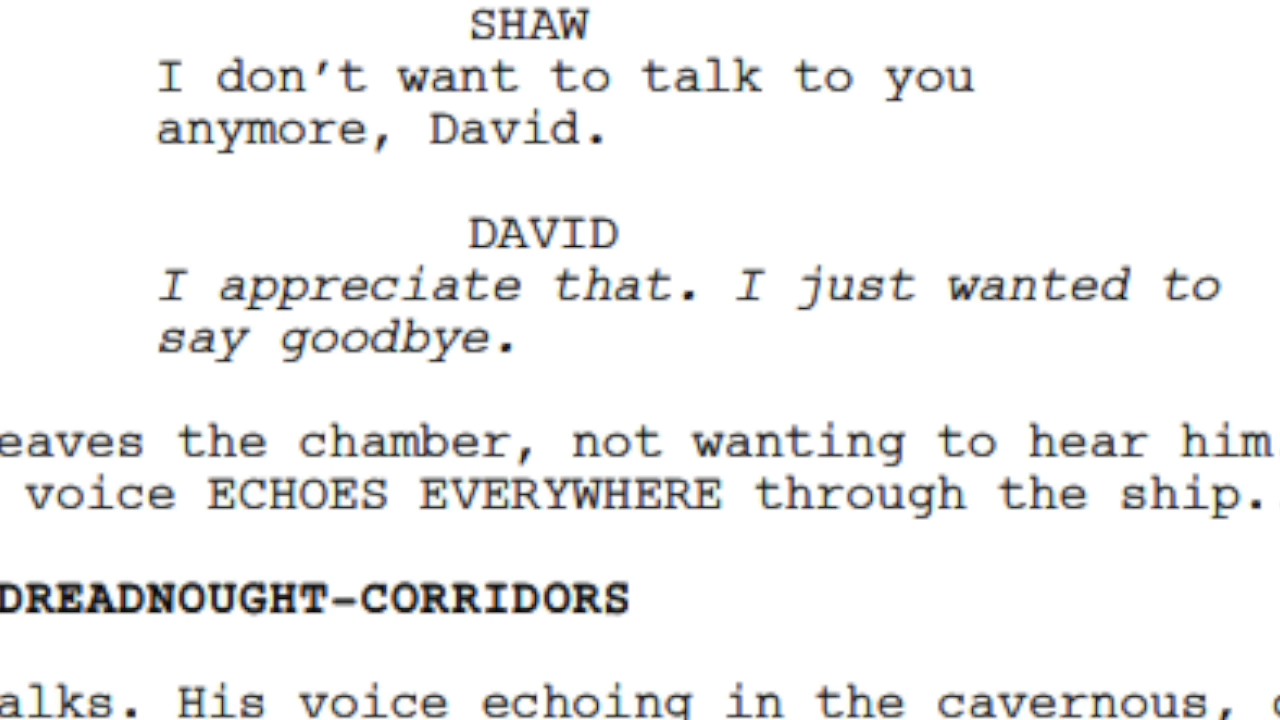 SHAW
I don’t want to talk to you
anymore, David.
DAVID
I appreciate that. I just wanted to
say goodbye.
eaves the chamber, not wanting to hear him.
voice ECHOES EVERYWHERE through the ship.
DREADNOUGHT-CORRIDORS
alks. His voice echoing in the cavernous,